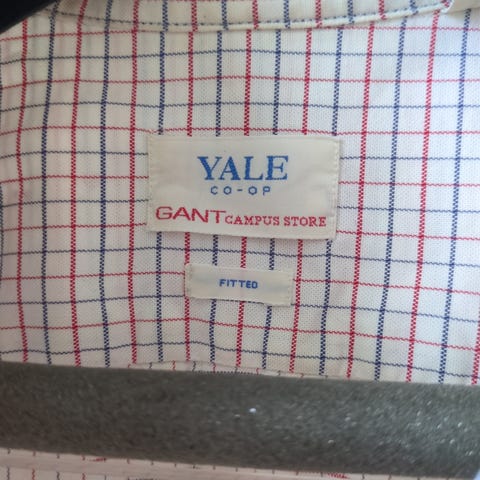 YALE
CO-OP
GANT CAMPUS STORE
FITTED